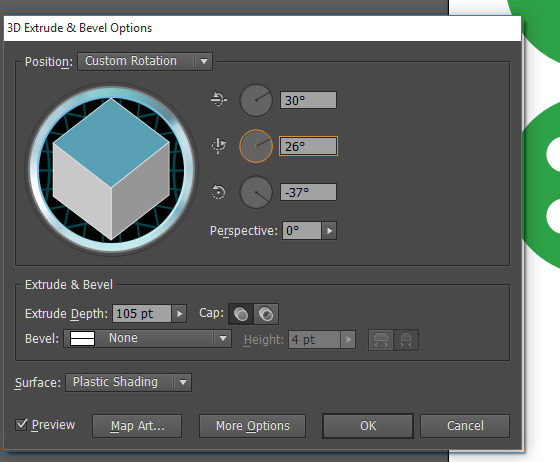 3D Extrude & Bevel Options
Position: Custom Rotation
30°
26°
-37°
Perspective: 0°
Extrude & Bevel
Extrude Depth: 105 pt Cap:
Bevel: None Height: 4 pt
Surface: Plastic Shading
Preview Map Art... More Options OK Cancel